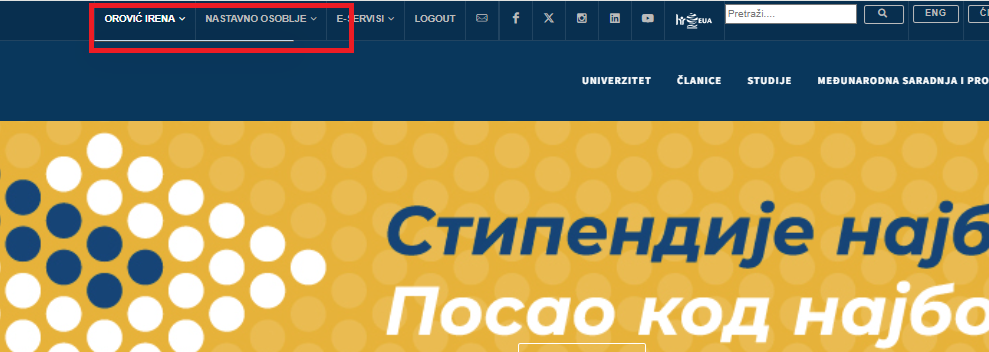 OROVIĆ IRENA NASTAVNO OSOBLJE E-SERVISI LOGOUT EUA Pretraži.... ENG
UNIVERZITET ČLANICE STUDIJE MEĐUNARODNA SARADNJA I PRO
Стипендије најб
Посао код најбо